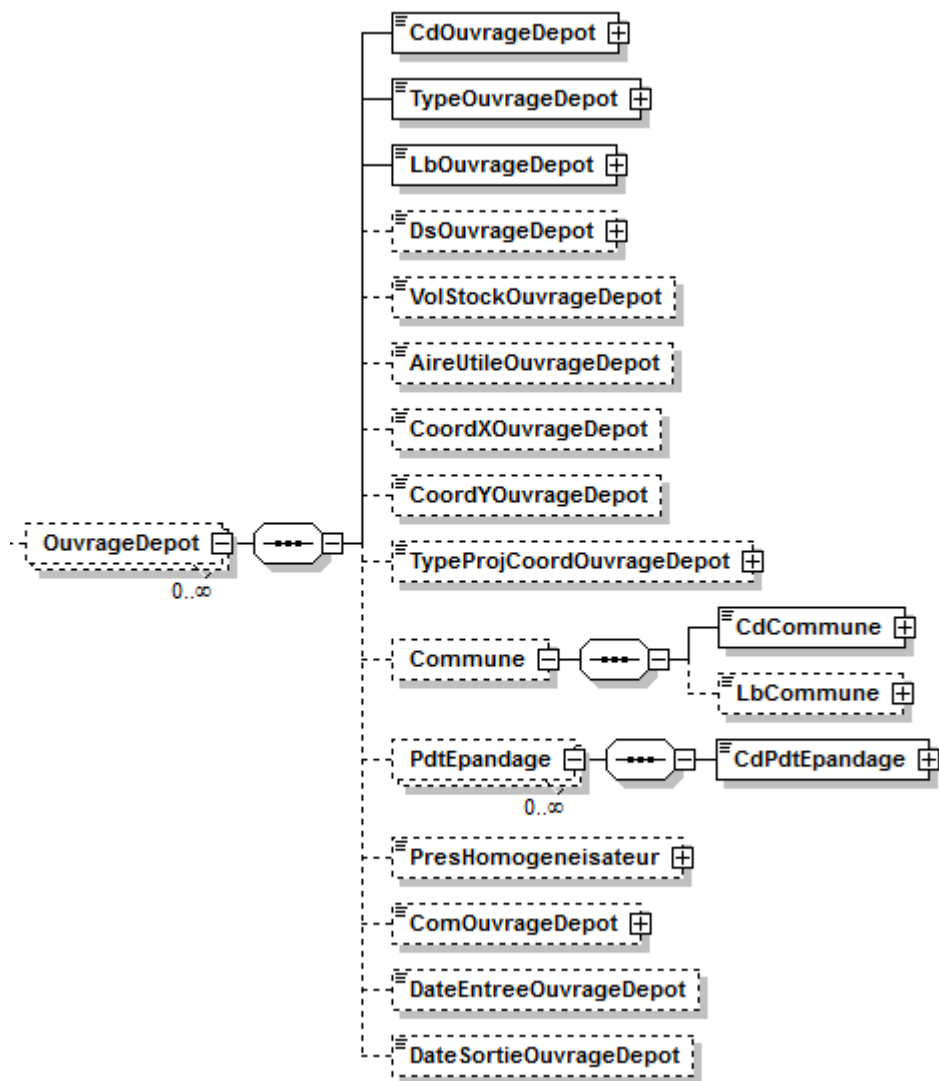 CdOuvrageDepot
TypeOuvrageDepot
LbOuvrageDepot
DsOuvrageDepot
VolStockOuvrageDepot
AireUtileOuvrageDepot
CoordXOuvrageDepot
CoordYOuvrageDepot
OuvrageDepot
0..∞
TypeProjCoordOuvrageDepot
Commune
CdCommune
LbCommune
PdtEpandage
0..∞
CdPdtEpandage
PresHomogeneisateur
ComOuvrageDepot
DateEntreeOuvrageDepot
DateSortieOuvrageDepot